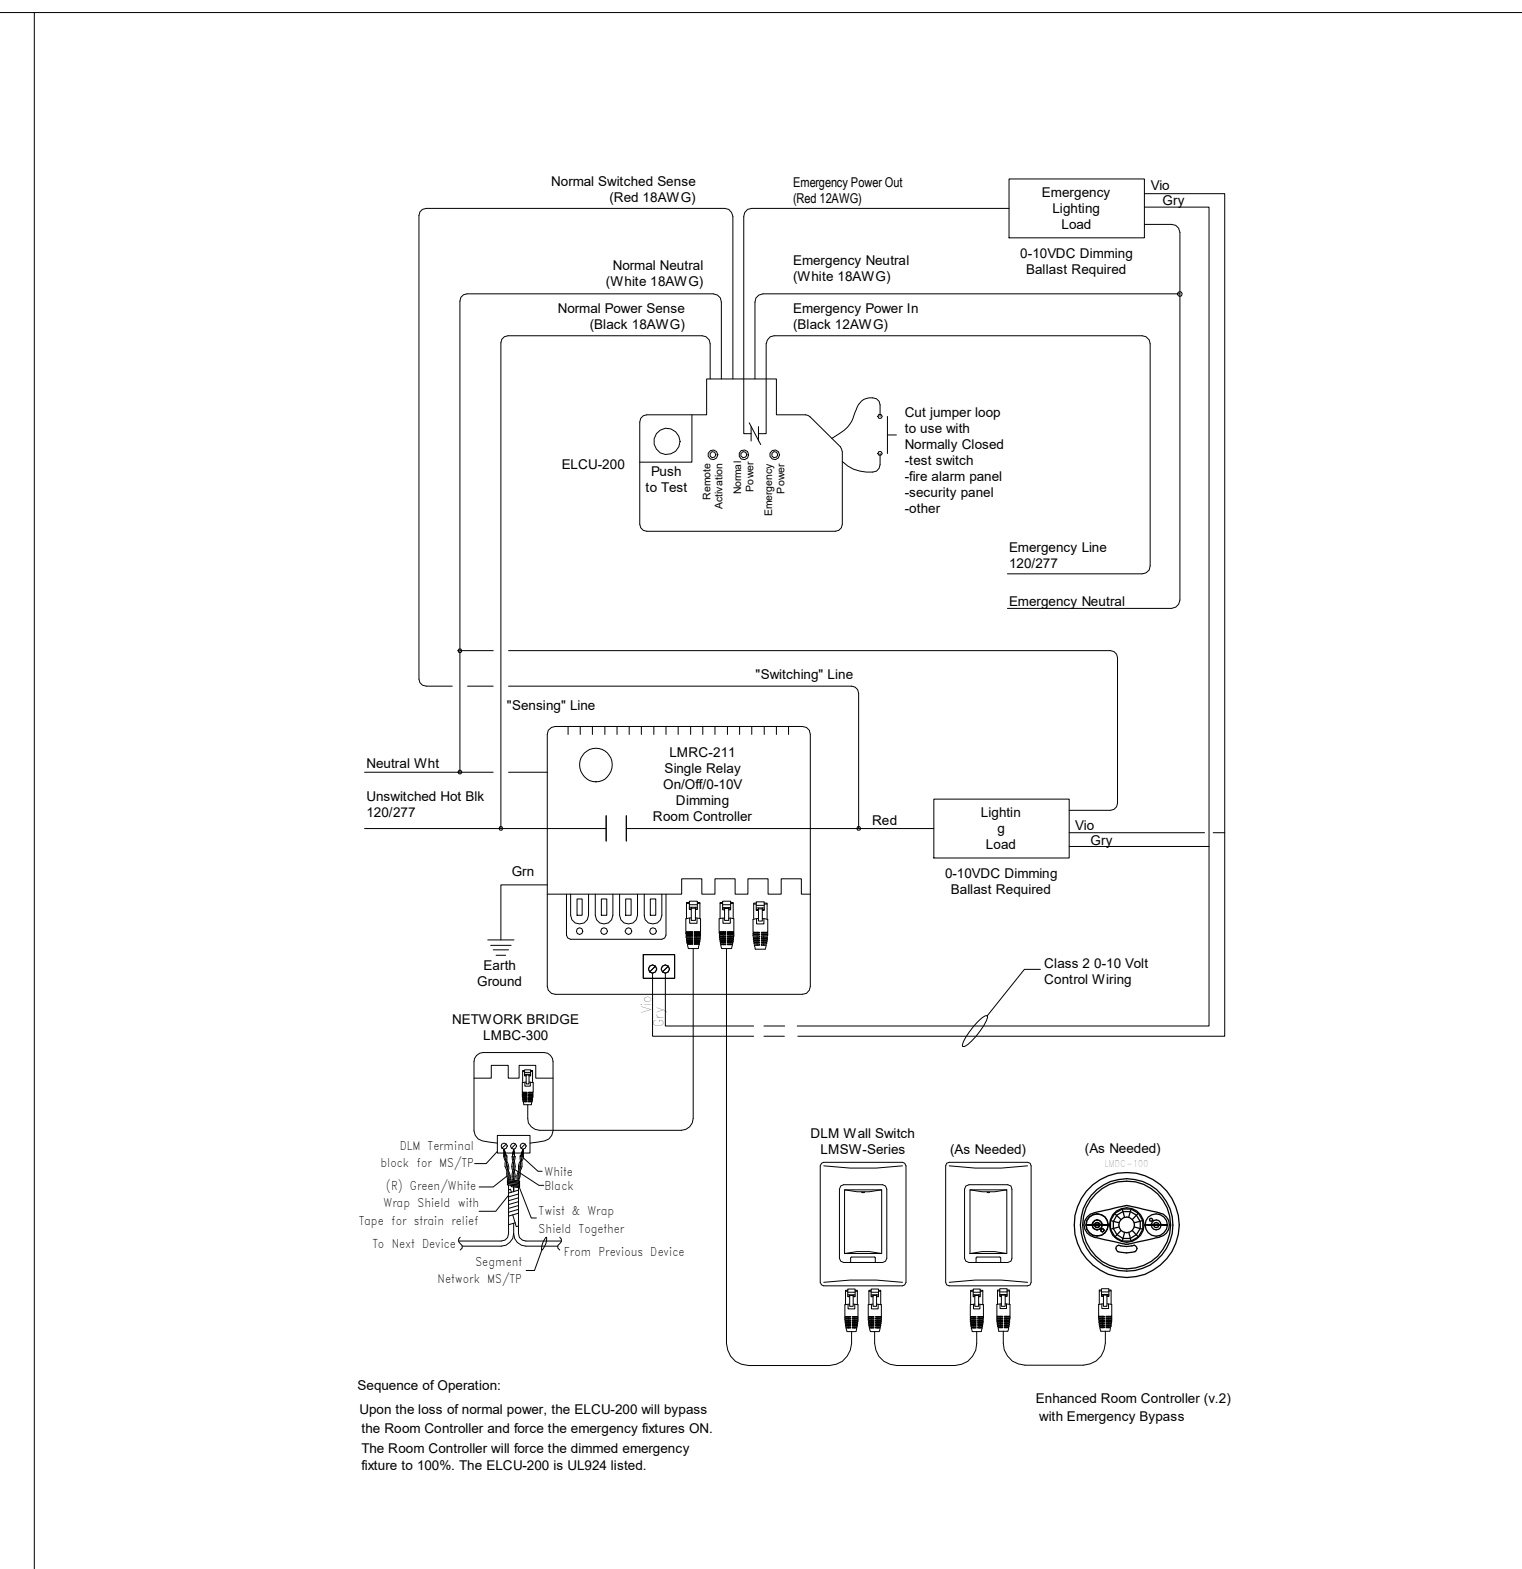 Normal Switched Sense
(Red 18AWG)
Emergency Power Out
(Red 12AWG)
Emergency
Lighting
Load
Vio
Gry
0-10VDC Dimming
Ballast Required
Normal Neutral
(White 18AWG)
Emergency Neutral
(White 18AWG)
Normal Power Sense
(Black 18AWG)
Emergency Power In
(Black 12AWG)
ELCU-200
Push
to Test
Remote
Activation
Normal
Power
Emergency
Power
Cut jumper loop
to use with
Normally Closed
-test switch
-fire alarm panel
-security panel
-other
Emergency Line
120/277
Emergency Neutral
"Switching" Line
"Sensing" Line
Neutral Wht
Unswitched Hot Blk
120/277
LMRC-211
Single Relay
On/Off/0-10V
Dimming
Room Controller
Red
Lightin
g
Load
Vio
Gry
0-10VDC Dimming
Ballast Required
Grn
Earth
Ground
Vio
Gry
Class 2 0-10 Volt
Control Wiring
NETWORK BRIDGE
LMBC-300
DLM Terminal
block for MS/TP
(R) Green/White
Wrap Shield with
Tape for strain relief
To Next Device
White
Black
Twist & Wrap
Shield Together
From Previous Device
Segment
Network MS/TP
DLM Wall Switch
LMSW-Series
(As Needed)
(As Needed)
LMDC-100
Sequence of Operation:
Upon the loss of normal power, the ELCU-200 will bypass
the Room Controller and force the emergency fixtures ON.
The Room Controller will force the dimmed emergency
fixture to 100%. The ELCU-200 is UL924 listed.
Enhanced Room Controller (v.2)
with Emergency Bypass